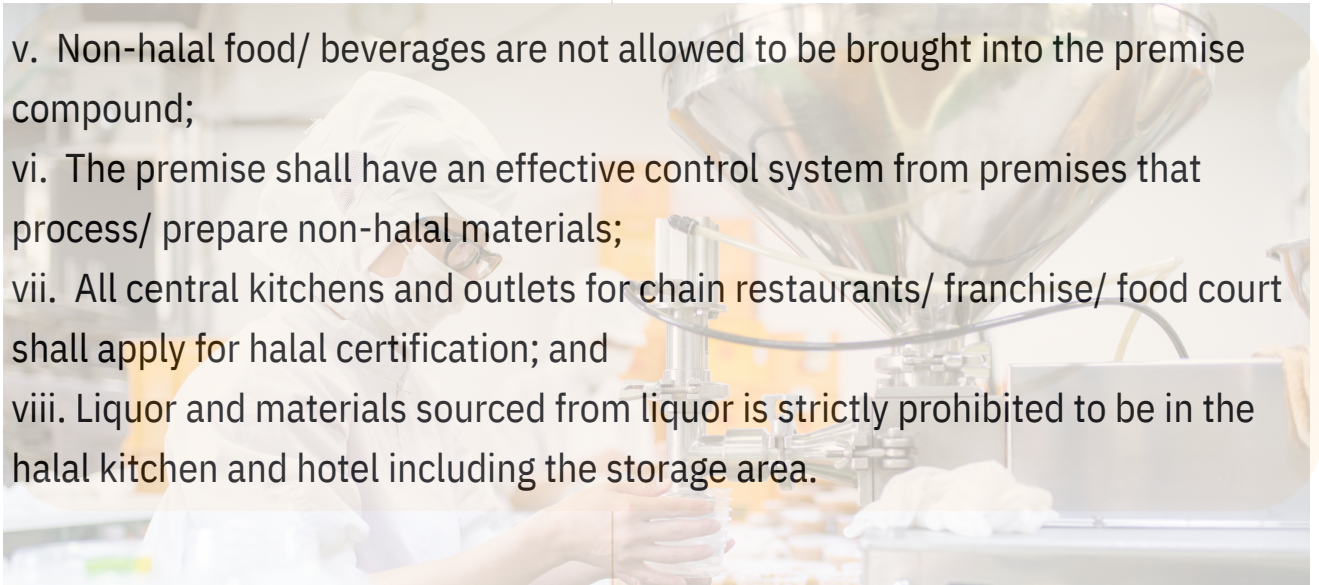 v.  Non-halal food/ beverages are not allowed to be brought into the premise
compound;
vi.  The premise shall have an effective control system from premises that
process/ prepare non-halal materials;
vii.  All central kitchens and outlets for chain restaurants/ franchise/ food court
shall apply for halal certification; and
viii. Liquor and materials sourced from liquor is strictly prohibited to be in the
halal kitchen and hotel including the storage area.